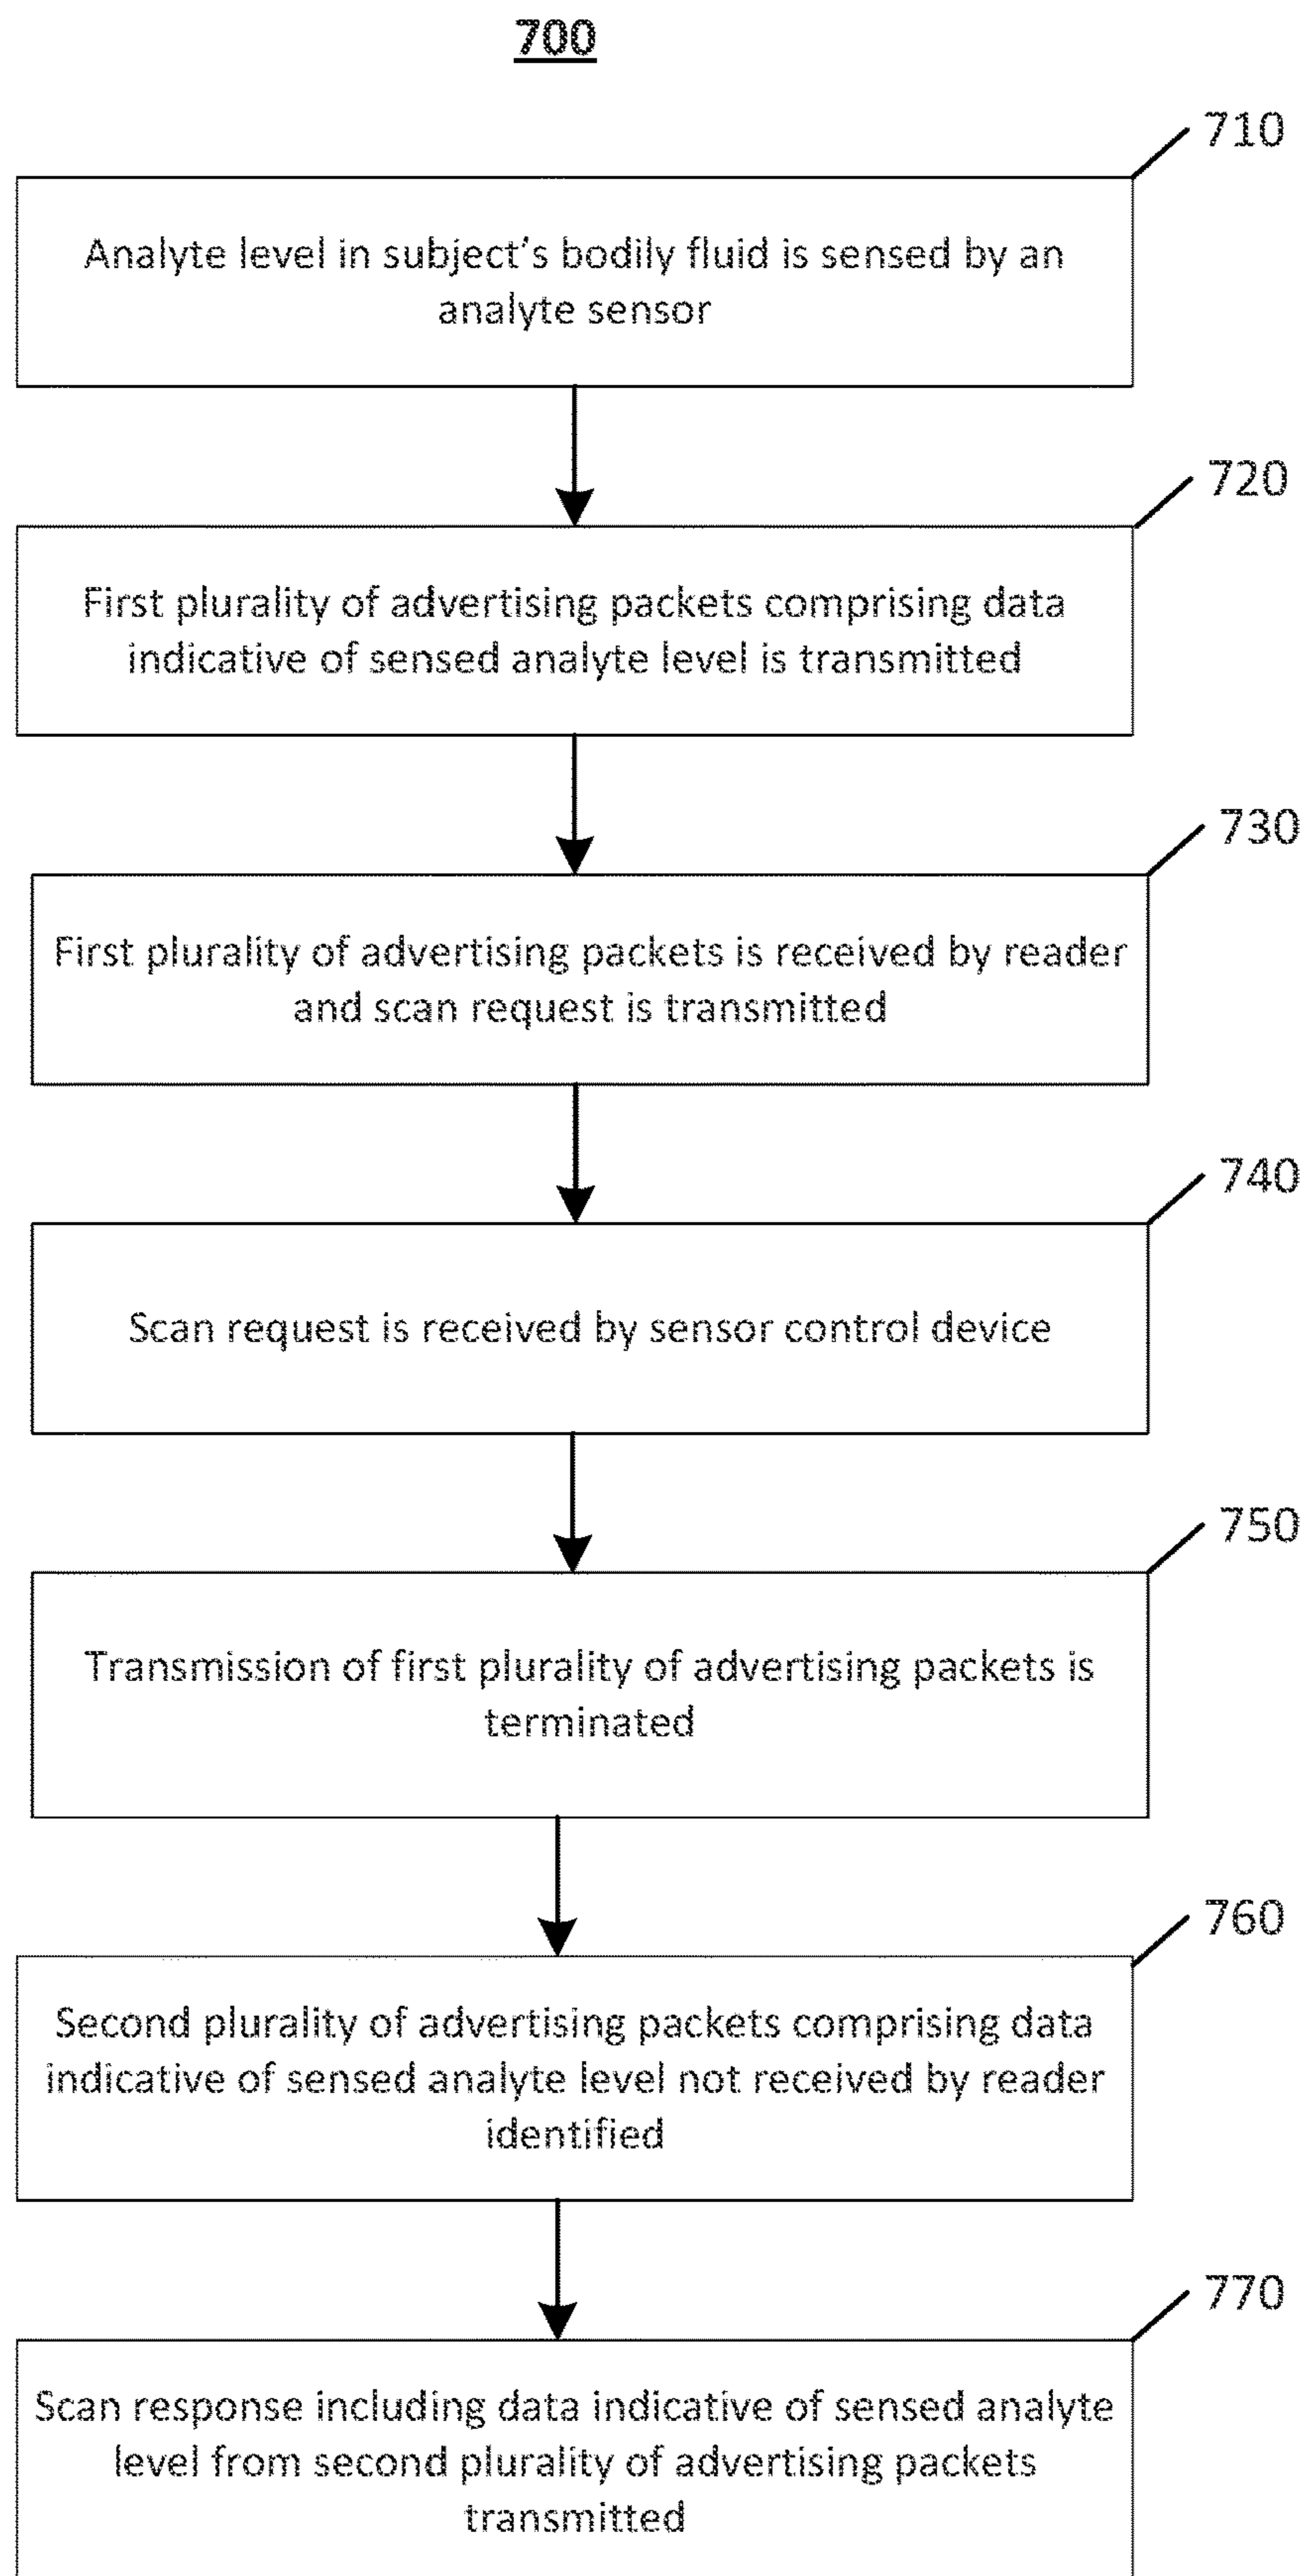 700
710
Analyte level in subject's bodily fluid is sensed by an
analyte sensor
720
First plurality of advertising packets comprising data
indicative of sensed analyte level is transmitted
730
First plurality of advertising packets is received by reader
and scan request is transmitted
740
Scan request is received by sensor control device
750
Transmission of first plurality of advertising packets is
terminated
760
Second plurality of advertising packets comprising data
indicative of sensed analyte level not received by reader
identified
770
Scan response including data indicative of sensed analyte
level from second plurality of advertising packets
transmitted